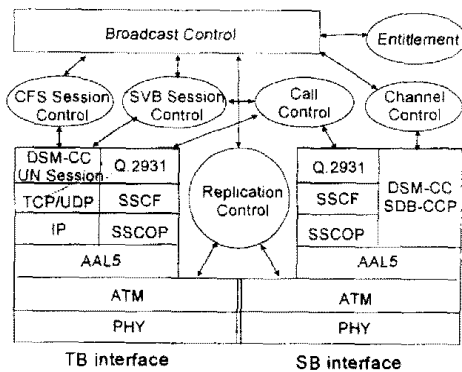 Broadcast Control
Entitlement
CFS Session
Control
SVB Session
Control
Call
Control
Channel
Control
DSM-CC
UN Session
Q.2931
TCP/UDP
SSCF
IP
SSCOP
AAL5
ATM
PHY
Replication
Control
Q.2931
SSCF
SSCOP
DSM-CC
SDB-CCP
AAL5
ATM
PHY
TB interface
SB interface